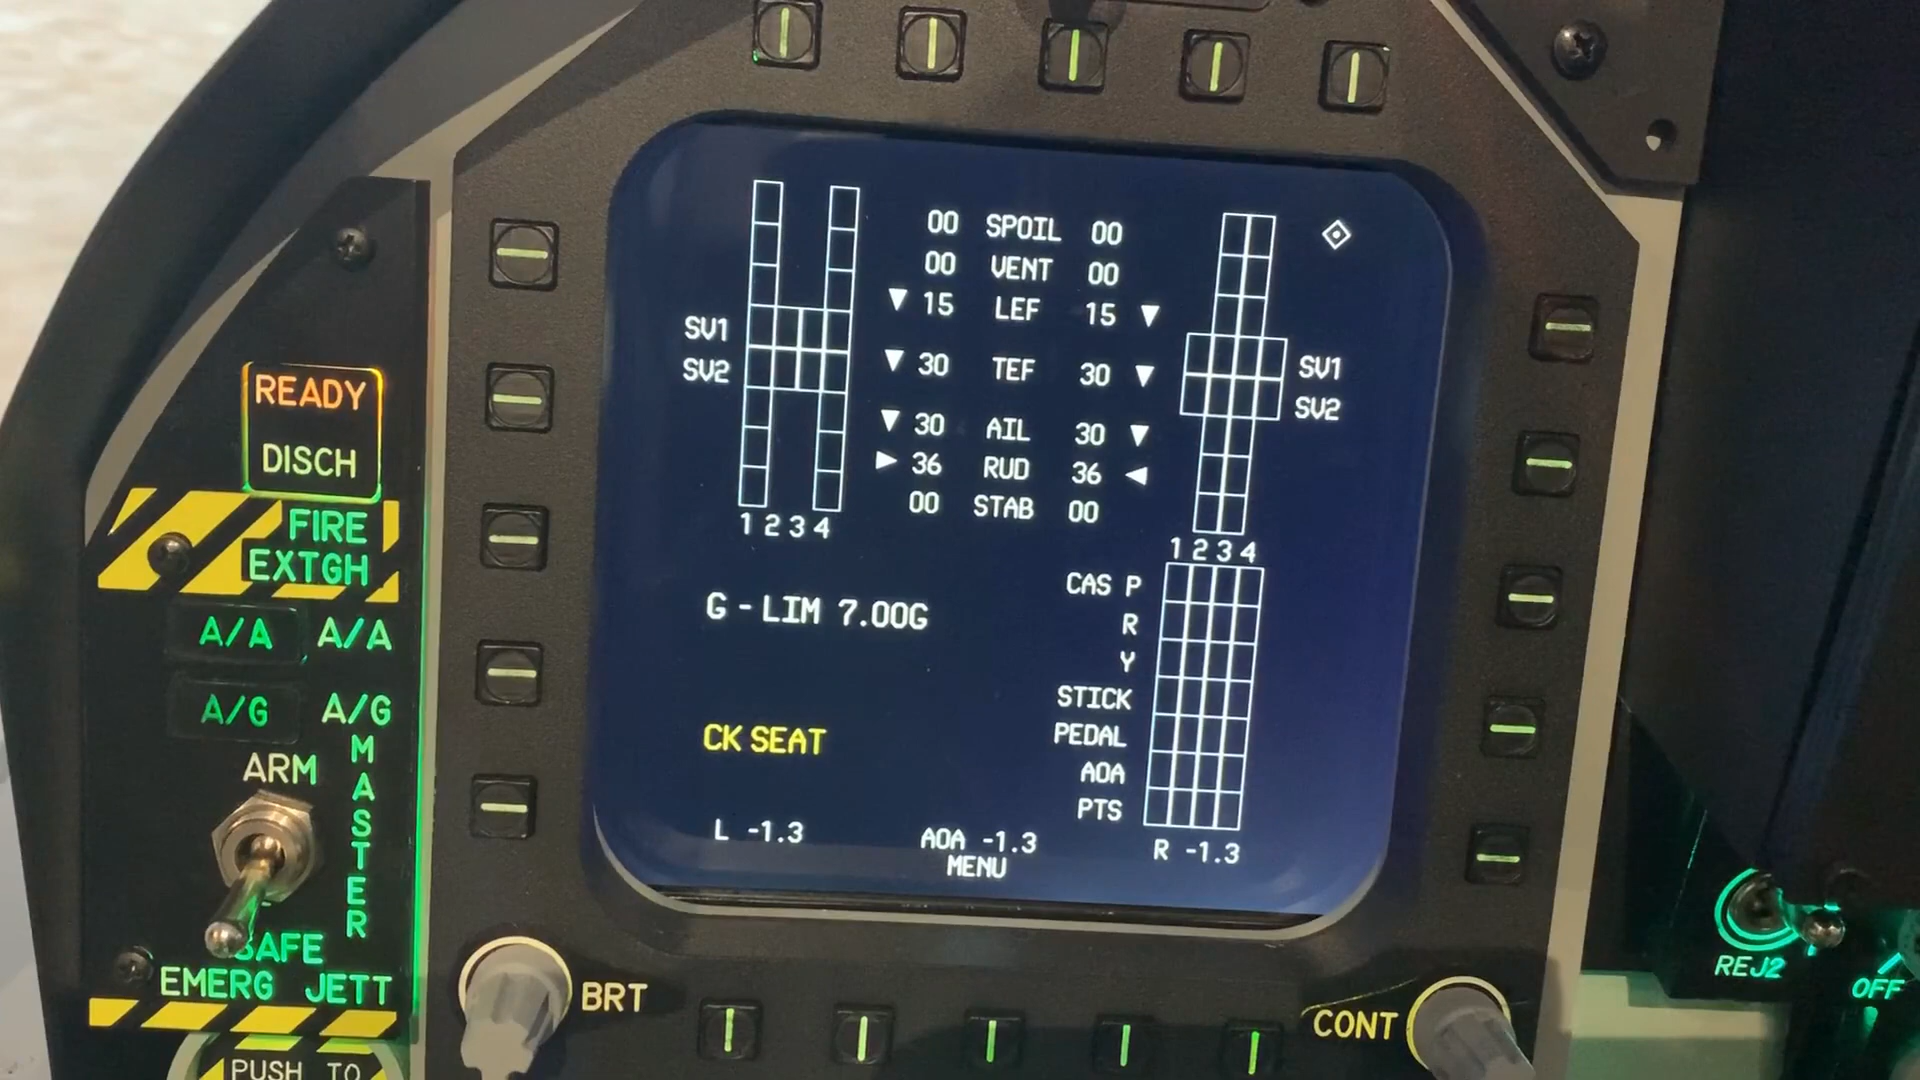 00 SPOIL 00
00 VENT 00
15 LEF 15
SV1
SV2
30 TEF 30
SV1
SV2
30 AIL 30
36 RUD 36
00 STAB 00
1 2 3 4
1 2 3 4
CAS P
R
Y
STICK
PEDAL
AOA
PTS
G - LIM 7.00G
CK SEAT
L -1.3
AOA -1.3
R -1.3
MENU
READY
DISCH
FIRE
EXTGH
A/A A/A
A/G A/G
MASTER
ARM
SAFE
EMERG JETT
PUSH TO
BRT
CONT
REJ2
OFF